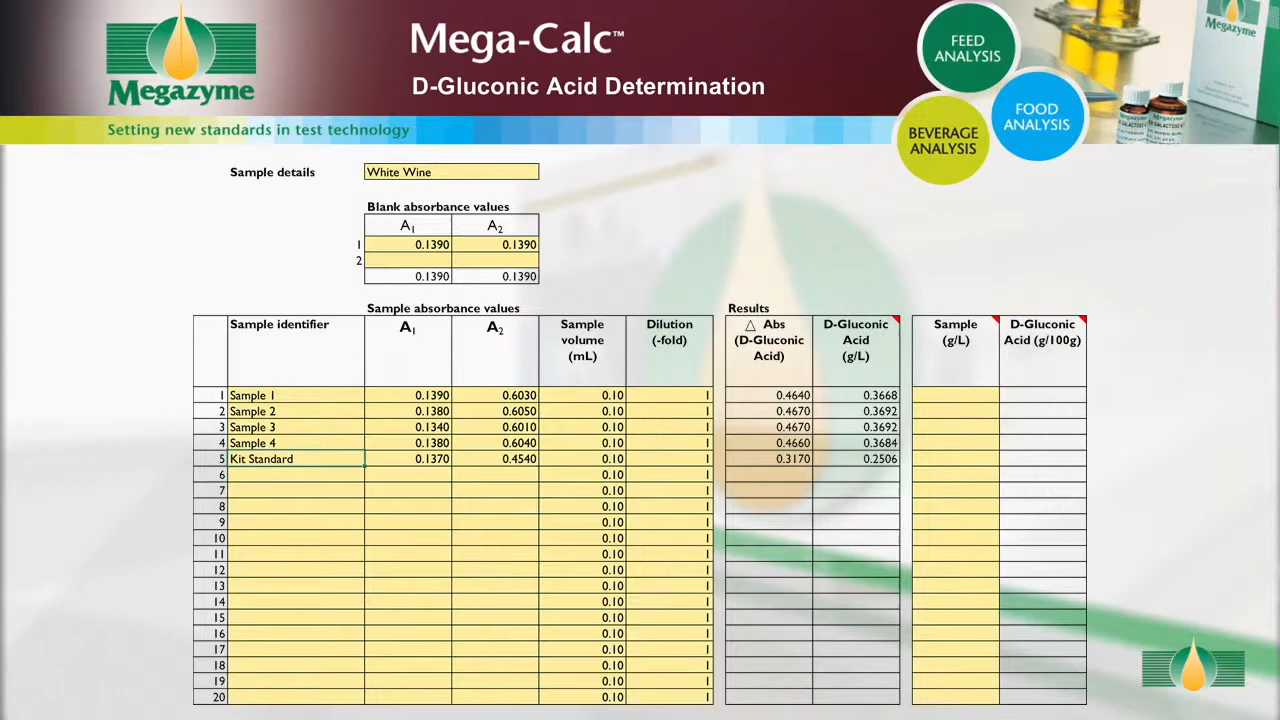 Megazyme
Mega-Calc™
D-Gluconic Acid Determination
Setting new standards in test technology
FEED
ANALYSIS
FOOD
ANALYSIS
BEVERAGE
ANALYSIS
Megazyme
Sample details White Wine
Blank absorbance values
A1 A2
1 0.1390 0.1390
2
0.1390 0.1390
Sample absorbance values Results
Sample identifier A1 A2 Sample volume (mL) Dilution (-fold) △ Abs (D-Gluconic Acid) D-Gluconic Acid (g/L) Sample (g/L) D-Gluconic Acid (g/100g)
1 Sample 1 0.1390 0.6030 0.10 1 0.4640 0.3668
2 Sample 2 0.1380 0.6050 0.10 1 0.4670 0.3692
3 Sample 3 0.1340 0.6010 0.10 1 0.4670 0.3692
4 Sample 4 0.1380 0.6040 0.10 1 0.4660 0.3684
5 Kit Standard 0.1370 0.4540 0.10 1 0.3170 0.2506
6 0.10 1
7 0.10 1
8 0.10 1
9 0.10 1
10 0.10 1
11 0.10 1
12 0.10 1
13 0.10 1
14 0.10 1
15 0.10 1
16 0.10 1
17 0.10 1
18 0.10 1
19 0.10 1
20 0.10 1